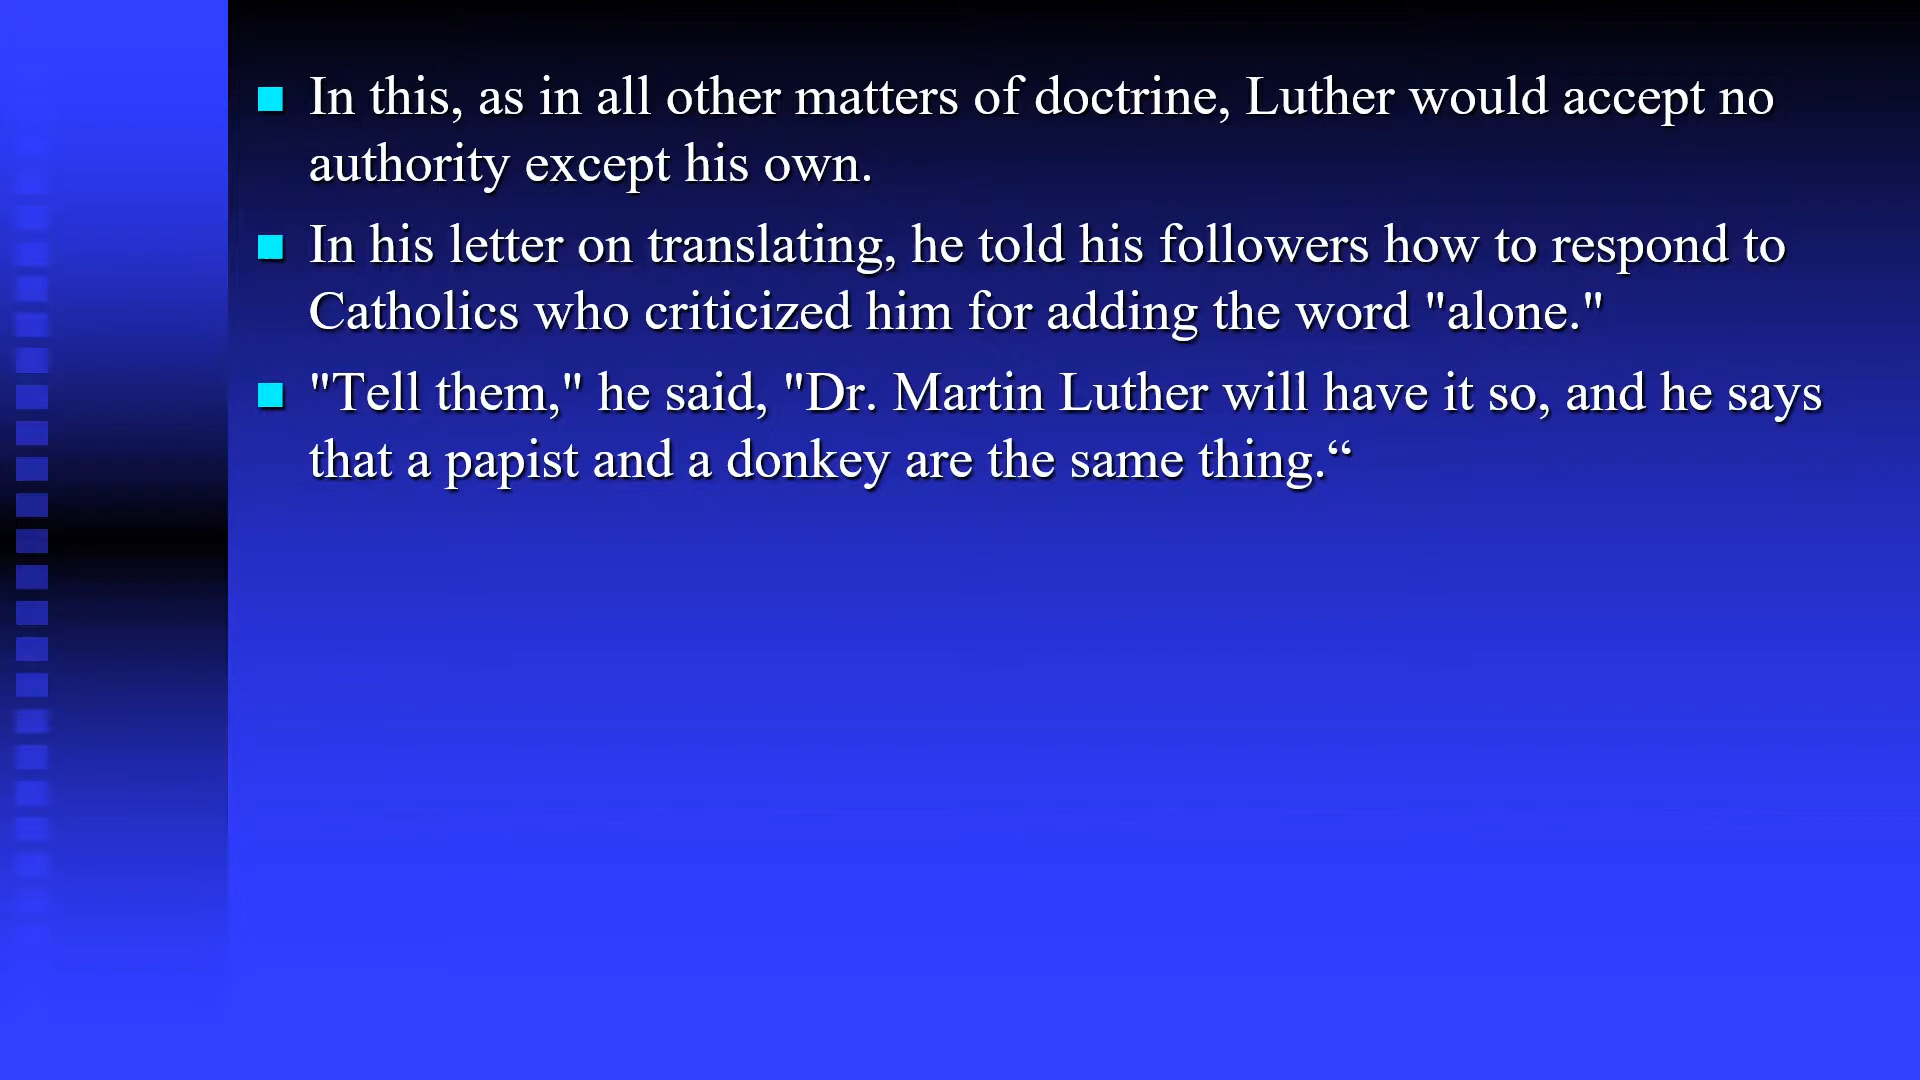 In this, as in all other matters of doctrine, Luther would accept no
authority except his own.
In his letter on translating, he told his followers how to respond to
Catholics who criticized him for adding the word "alone."
"Tell them," he said, "Dr. Martin Luther will have it so, and he says
that a papist and a donkey are the same thing.“